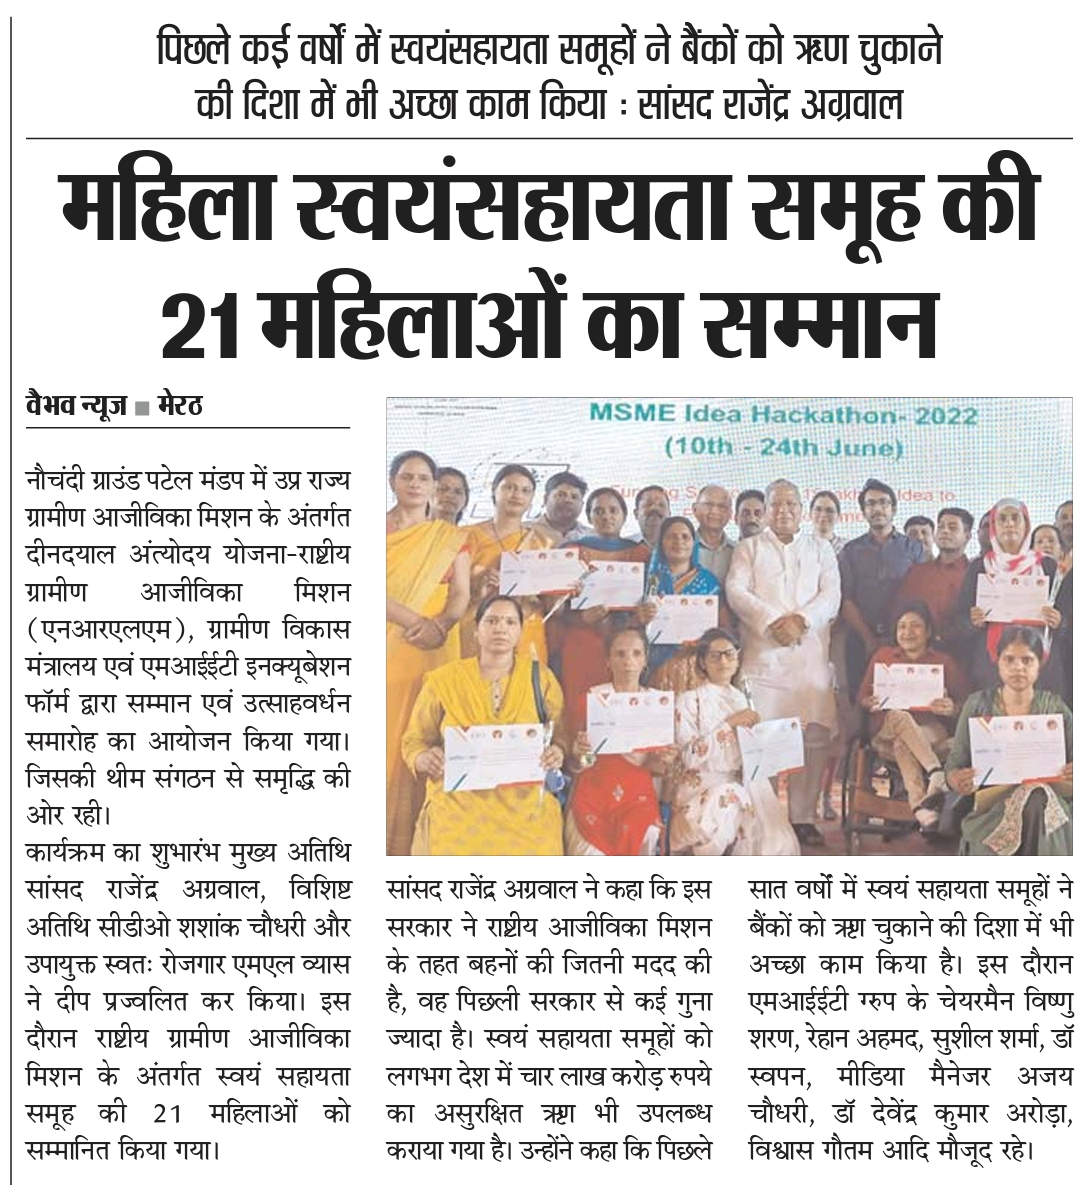 पिछले कई वर्षों में स्वयंसहायता समूहों ने बैंकों को ऋण चुकाने
की दिशा में भी अच्छा काम किया : सांसद राजेंद्र अग्रवाल
महिला स्वयंसहायता समूह की
21 महिलाओं का सम्मान
वैभव न्यूज ■ मेरठ
नौचंदी ग्राउंड पटेल मंडप में उप्र राज्य
ग्रामीण आजीविका मिशन के अंतर्गत
दीनदयाल अंत्योदय योजना-राष्ट्रीय
ग्रामीण आजीविका मिशन
(एनआरएलएम), ग्रामीण विकास
मंत्रालय एवं एमआईईटी इनक्यूबेशन
फॉर्म द्वारा सम्मान एवं उत्साहवर्धन
समारोह का आयोजन किया गया।
जिसकी थीम संगठन से समृद्धि की
ओर रही।
कार्यक्रम का शुभारंभ मुख्य अतिथि
सांसद राजेंद्र अग्रवाल, विशिष्ट
अतिथि सीडीओ शशांक चौधरी और
उपायुक्त स्वतः रोजगार एमएल व्यास
ने दीप प्रज्वलित कर किया। इस
दौरान राष्ट्रीय ग्रामीण आजीविका
मिशन के अंतर्गत स्वयं सहायता
समूह की 21 महिलाओं को
सम्मानित किया गया।
MSME Idea Hackathon- 2022
(10th - 24th June)
सांसद राजेंद्र अग्रवाल ने कहा कि इस
सरकार ने राष्ट्रीय आजीविका मिशन
के तहत बहनों की जितनी मदद की
है, वह पिछली सरकार से कई गुना
ज्यादा है। स्वयं सहायता समूहों को
लगभग देश में चार लाख करोड़ रुपये
का असुरक्षित ऋण भी उपलब्ध
कराया गया है। उन्होंने कहा कि पिछले
सात वर्षों में स्वयं सहायता समूहों ने
बैंकों को ऋण चुकाने की दिशा में भी
अच्छा काम किया है। इस दौरान
एमआईईटी ग्रुप के चेयरमैन विष्णु
शरण, रेहान अहमद, सुशील शर्मा, डॉ
स्वपन, मीडिया मैनेजर अजय
चौधरी, डॉ देवेंद्र कुमार अरोड़ा,
विश्वास गौतम आदि मौजूद रहे।